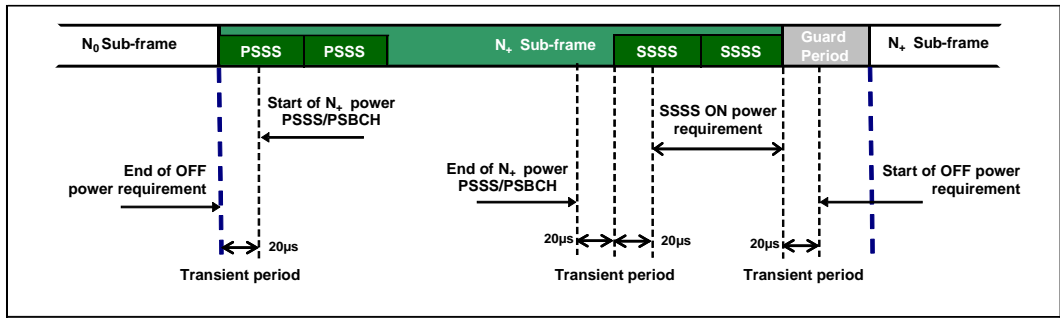 N0 Sub-frame
PSSS
PSSS
N+ Sub-frame
SSSS
SSSS
Guard
Period
N+ Sub-frame
Start of N+ power
PSSS/PSBCH
SSSS ON power
requirement
End of OFF
power requirement
End of N+ power
PSSS/PSBCH
Start of OFF power
requirement
20µs
20µs
20µs
20µs
Transient period
Transient period
Transient period